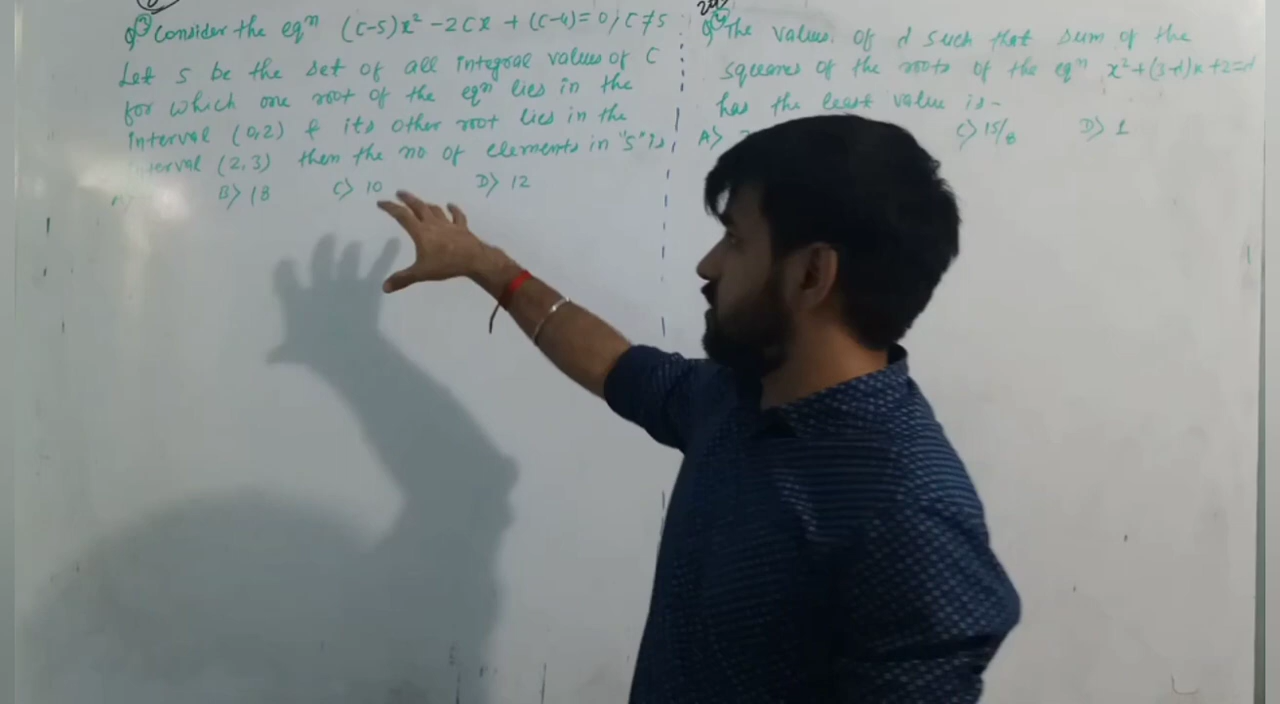 Q③ Consider the eqⁿ (C-5)x² - 2Cx + (C-4) = 0, C ≠ 5
Let S be the set of all integral values of C
for which one root of the eqⁿ lies in the
interval (0,2) & its other root lies in the
interval (2,3) then the no of elements in "S" is,
B) 18 C) 10 D) 12
The value of λ such that sum of the
squares of the roots of the eqⁿ x²+(3-λ)x+2=λ
has the least value is-
A) C) 15/8 D) 1